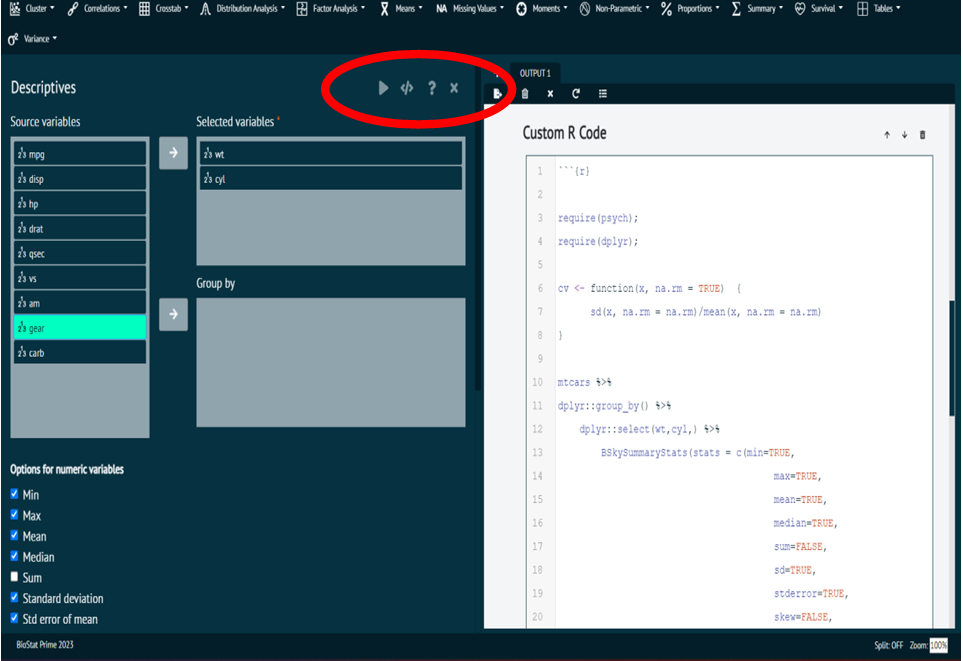 Cluster Correlations Crosstab Distribution Analysis Factor Analysis Means NA Missing Values Moments Non-Parametric Proportions Summary Survival Tables
σ² Variance
Descriptives
</> ? x
Source variables
mpg
disp
hp
drat
qsec
vs
am
gear
carb
Selected variables *
wt
cyl
Group by
Options for numeric variables
Min
Max
Mean
Median
Sum
Standard deviation
Std error of mean
OUTPUT 1
Custom R Code
1 ```{r}
2
3 require(psych);
4 require(dplyr);
5
6 cv <- function(x, na.rm = TRUE) {
7 sd(x, na.rm = na.rm)/mean(x, na.rm = na.rm)
8 }
9
10 mtcars %>%
11 dplyr::group_by() %>%
12 dplyr::select(wt,cyl,) %>%
13 BSkySummaryStats(stats = c(min=TRUE,
14 max=TRUE,
15 mean=TRUE,
16 median=TRUE,
17 sum=FALSE,
18 sd=TRUE,
19 stderror=TRUE,
20 skew=FALSE,
BioStat Prime 2023
Split: OFF Zoom: 100%